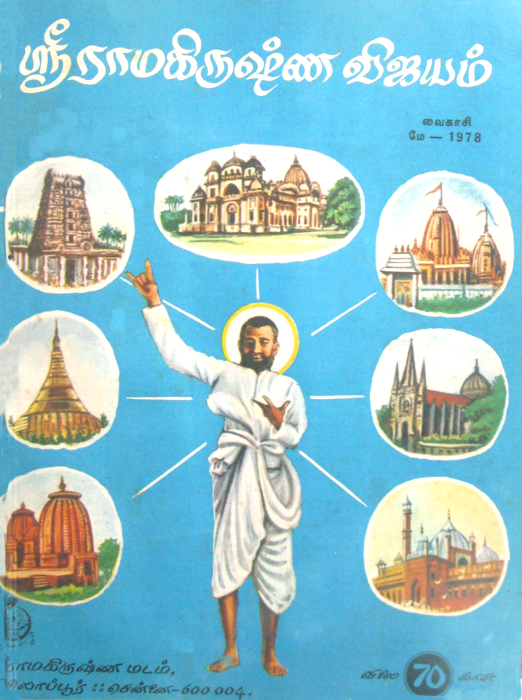 ஸ்ரீ ராமகிருஷ்ண விஜயம்
வைகாசி
மே — 1978
ராமகிருஷ்ண மடம்,
லாப்பூர் :: சென்னை-600 004.
விலை 70 காசு